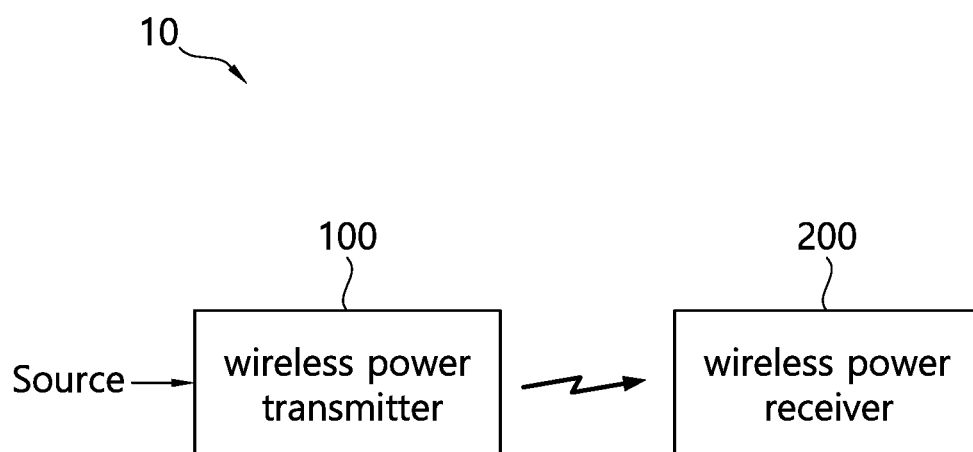 10
100
200
Source
wireless power
transmitter
wireless power
receiver